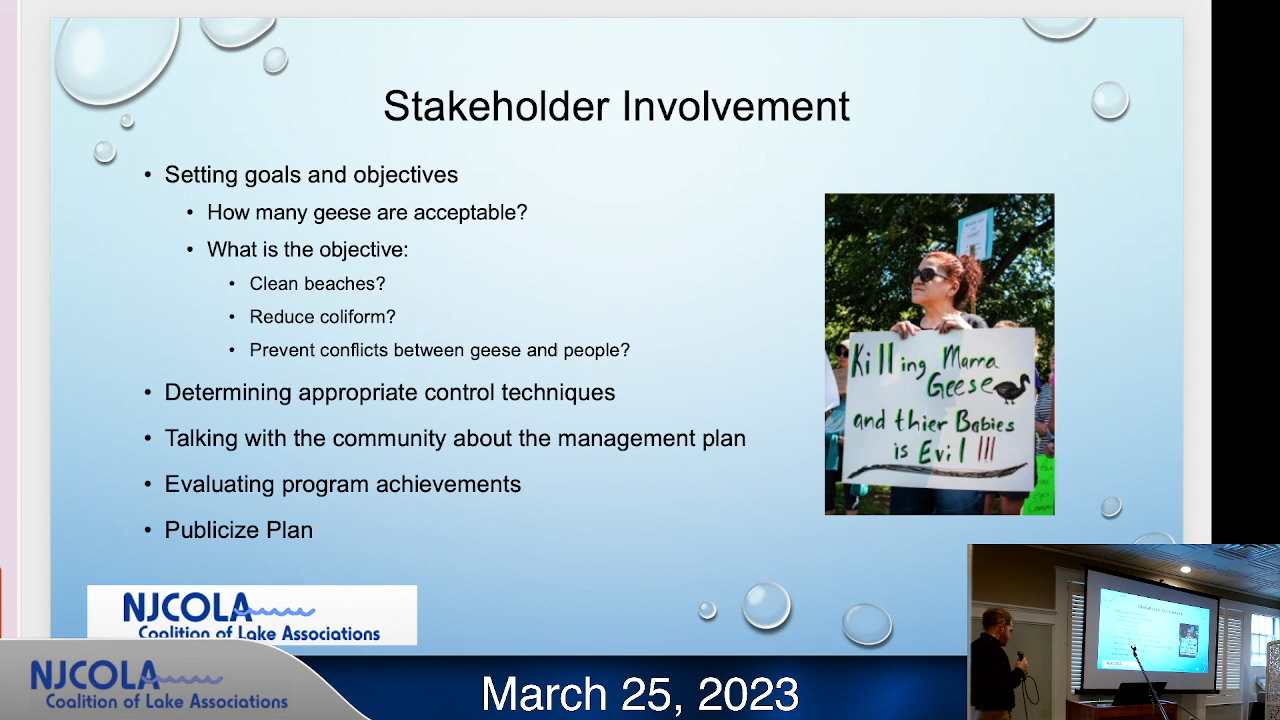 Stakeholder Involvement
• Setting goals and objectives
• How many geese are acceptable?
• What is the objective:
• Clean beaches?
• Reduce coliform?
• Prevent conflicts between geese and people?
• Determining appropriate control techniques
• Talking with the community about the management plan
• Evaluating program achievements
• Publicize Plan
Killing Mama
Geese
and thier Babies
is Evil !!!
NJCOLA
Coalition of Lake Associations
NJCOLA
Coalition of Lake Associations
March 25, 2023